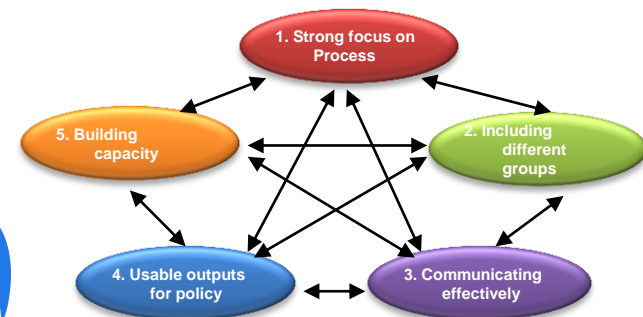 1. Strong focus on
Process
2. Including
different
groups
3. Communicating
effectively
4. Usable outputs
for policy
5. Building
capacity